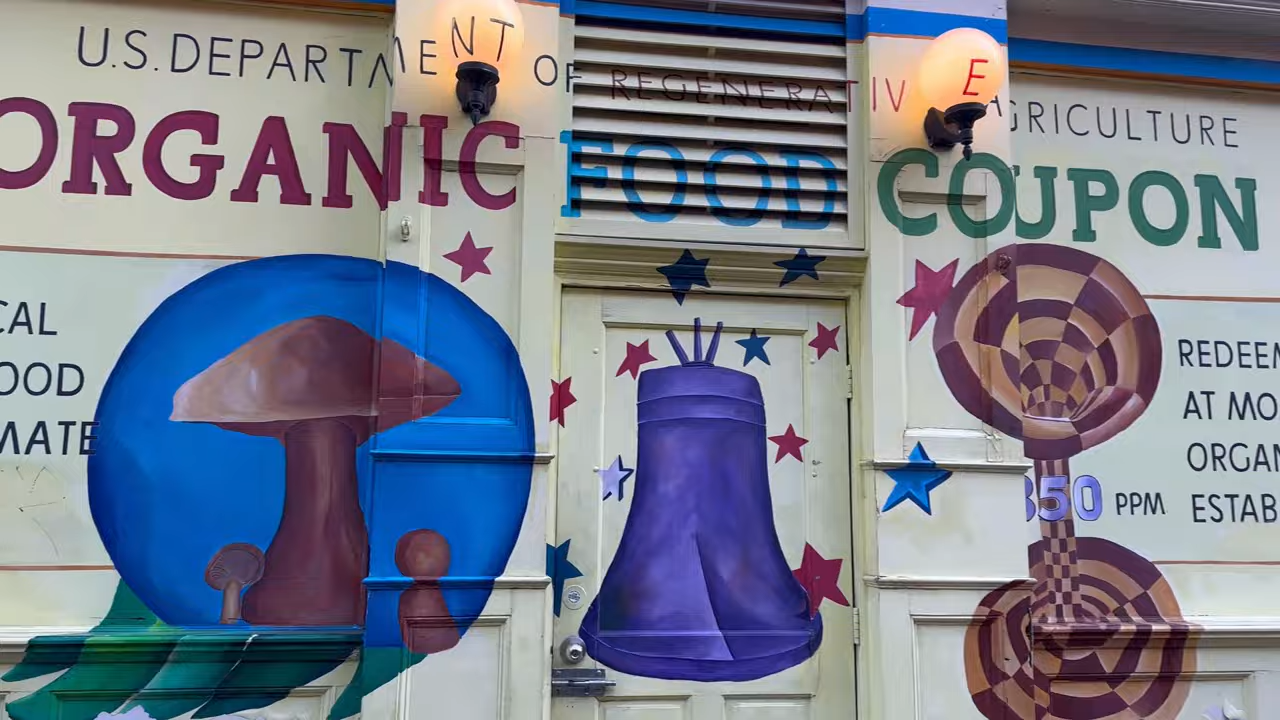 U.S. DEPARTMENT OF REGENERATIVE AGRICULTURE
ORGANIC FOOD COUPON
CAL
OOD
MATE
350 PPM
REDEEM
AT MO
ORGAN
ESTAB